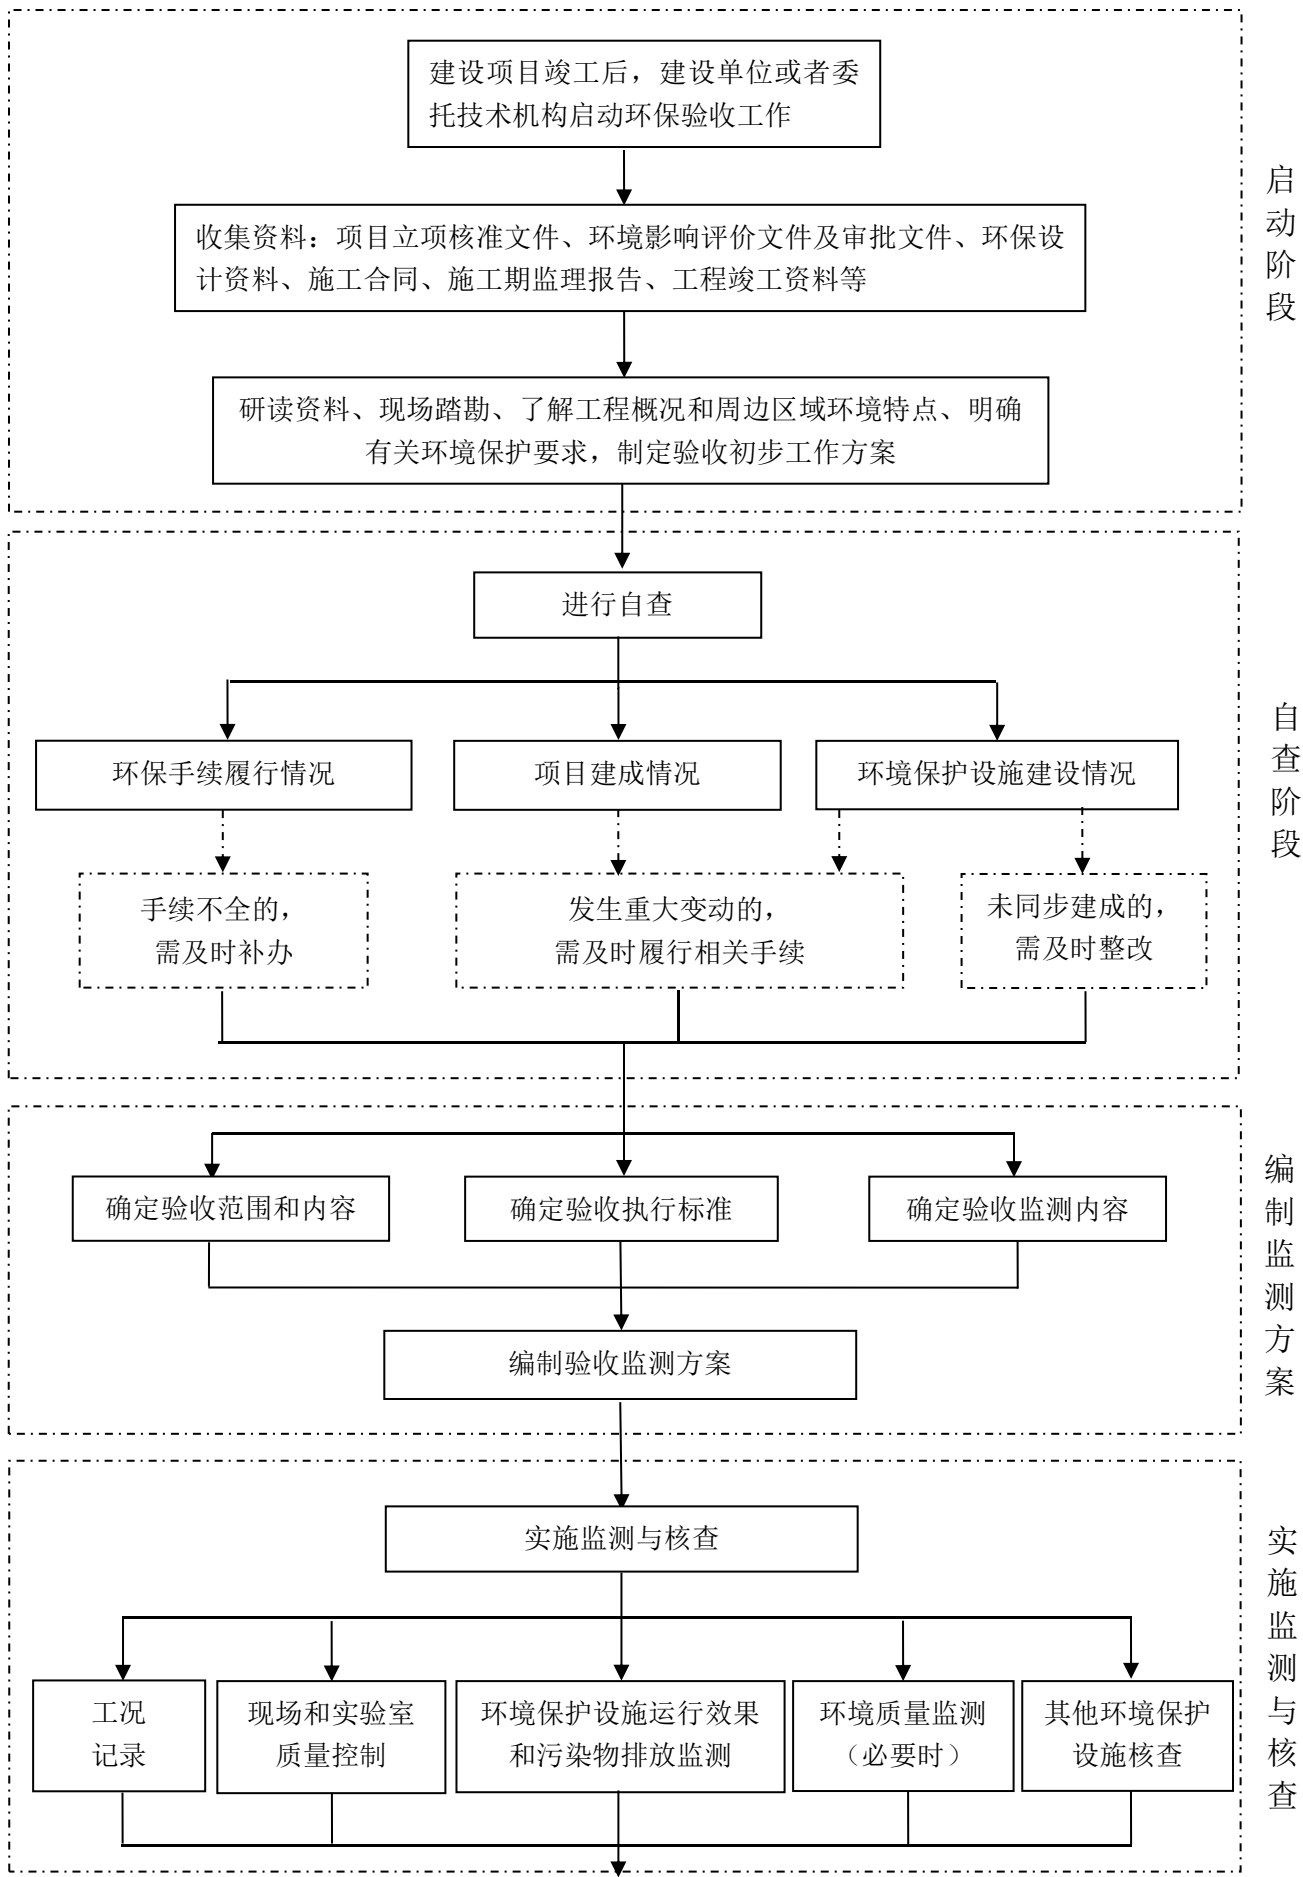 建设项目竣工后，建设单位或者委
托技术机构启动环保验收工作
收集资料：项目立项核准文件、环境影响评价文件及审批文件、环保设
计资料、施工合同、施工期监理报告、工程竣工资料等
研读资料、现场踏勘、了解工程概况和周边区域环境特点、明确
有关环境保护要求，制定验收初步工作方案
启动阶段
进行自查
环保手续履行情况
项目建成情况
环境保护设施建设情况
手续不全的，
需及时补办
发生重大变动的，
需及时履行相关手续
未同步建成的，
需及时整改
自查阶段
确定验收范围和内容
确定验收执行标准
确定验收监测内容
编制验收监测方案
编制监测方案
实施监测与核查
工况
记录
现场和实验室
质量控制
环境保护设施运行效果
和污染物排放监测
环境质量监测
（必要时）
其他环境保护
设施核查
实施监测与核查